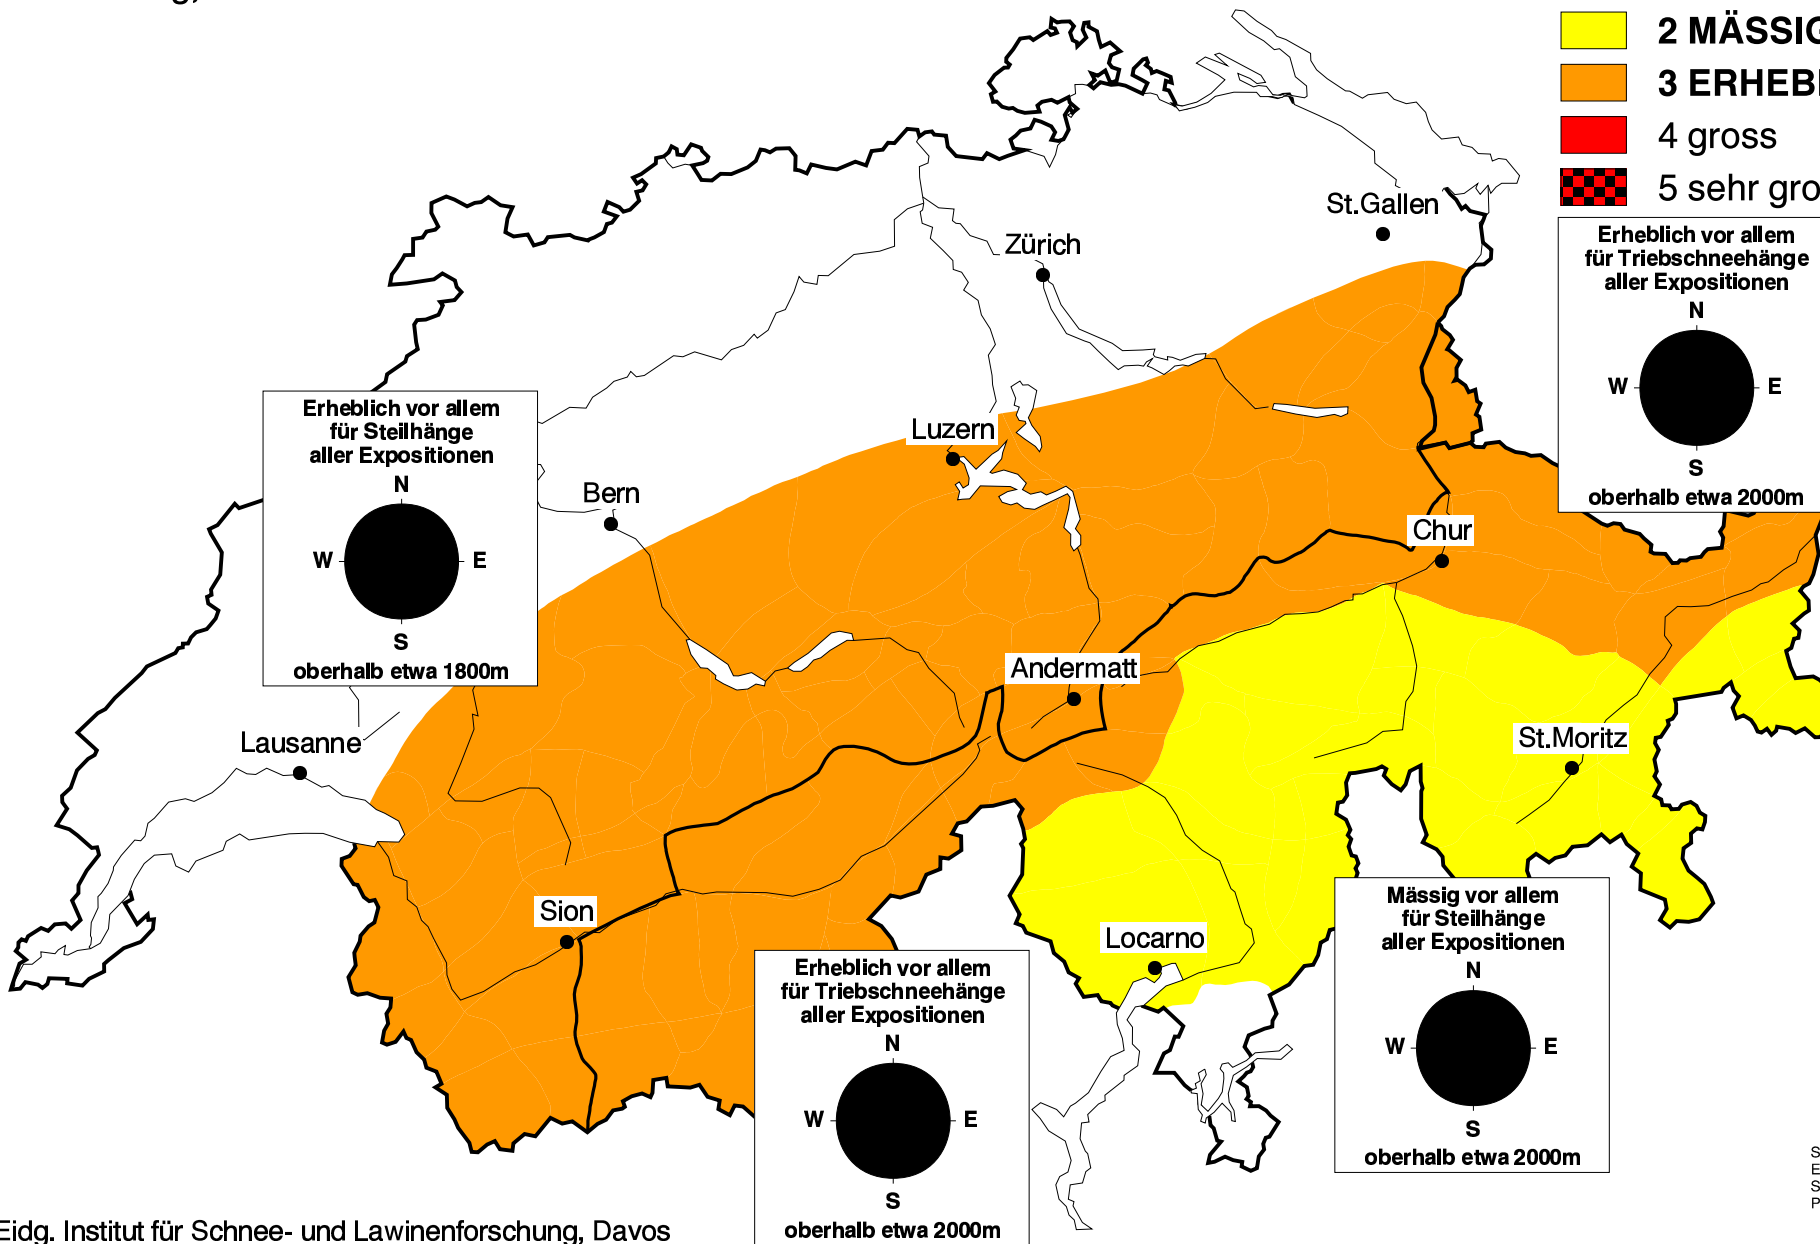 2 MÄSSIG
3 ERHEB
4 gross
5 sehr gro
St.Gallen
Zürich
Erheblich vor allem
für Triebschneehänge
aller Expositionen
N
W E
S
oberhalb etwa 2000m
Erheblich vor allem
für Steilhänge
aller Expositionen
N
W E
S
oberhalb etwa 1800m
Luzern
Bern
Chur
Andermatt
Lausanne
St.Moritz
Sion
Locarno
Mässig vor allem
für Steilhänge
aller Expositionen
N
W E
S
oberhalb etwa 2000m
Erheblich vor allem
für Triebschneehänge
aller Expositionen
N
W E
S
oberhalb etwa 2000m
S
E
S
P
Eidg. Institut für Schnee- und Lawinenforschung, Davos